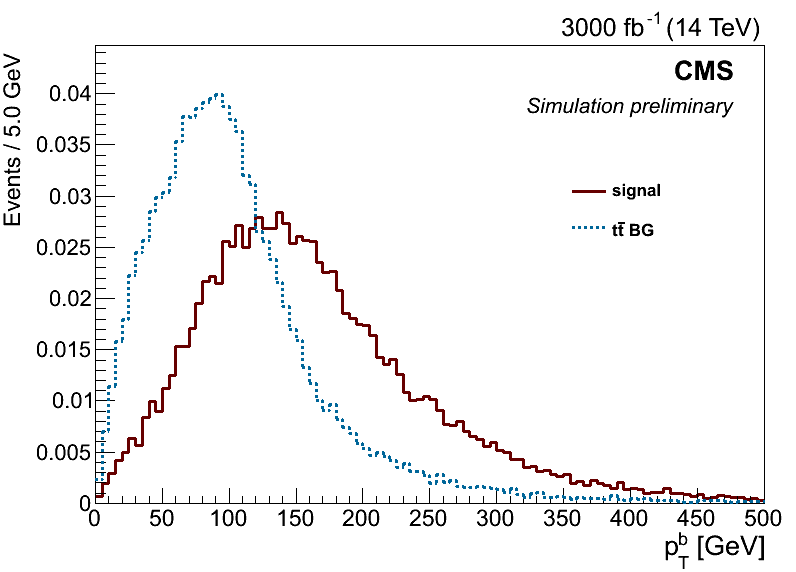 3000 fb⁻¹ (14 TeV)
CMS
Simulation preliminary
Events / 5.0 GeV
0.04
0.035
0.03
0.025
0.02
0.015
0.01
0.005
0
signal
tt̄ BG
0 50 100 150 200 250 300 350 400 450 500
p_T^b [GeV]